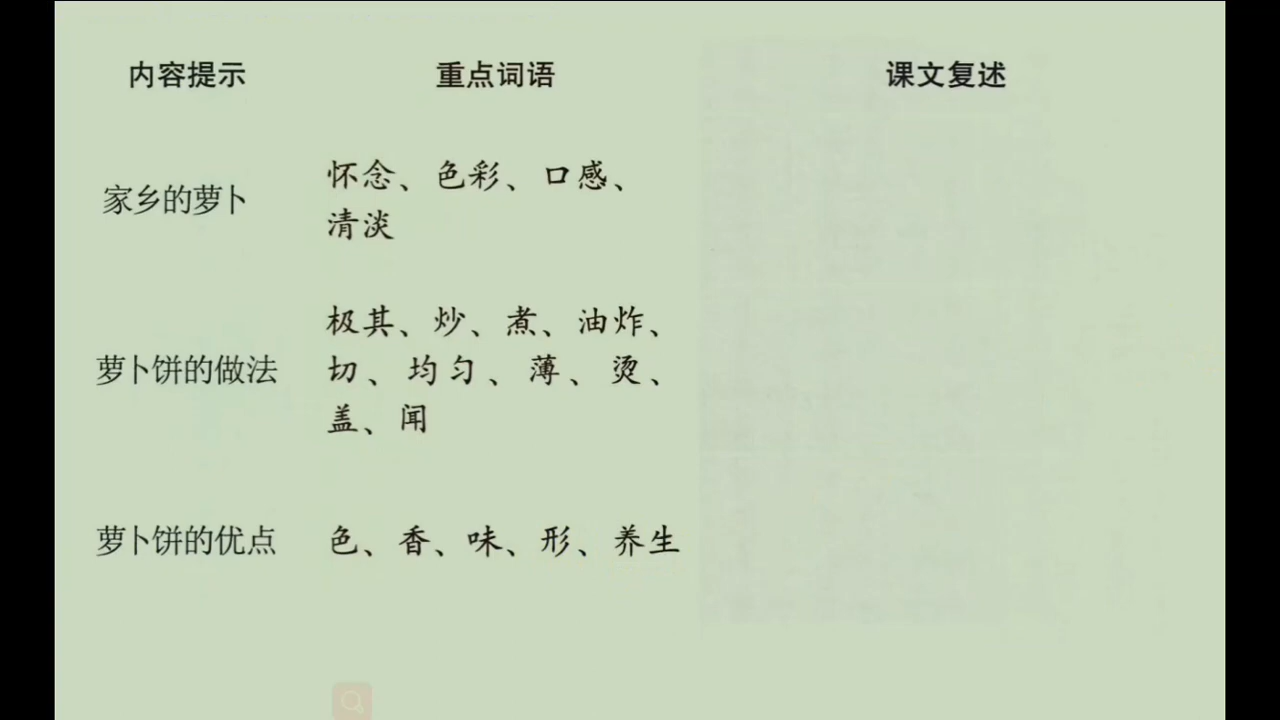 内容提示 重点词语 课文复述
家乡的萝卜
怀念、色彩、口感、
清淡
萝卜饼的做法
极其、炒、煮、油炸、
切、均匀、薄、烫、
盖、闻
萝卜饼的优点
色、香、味、形、养生